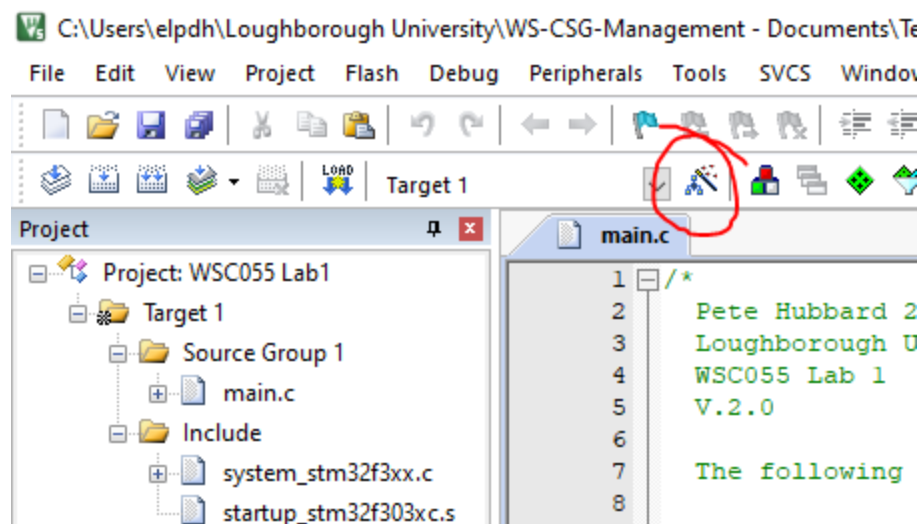 C:\Users\elpdh\Loughborough University\WS-CSG-Management - Documents\Te
File Edit View Project Flash Debug Peripherals Tools SVCS Window
LOAD
Target 1
Project
main.c
Project: WSC055 Lab1
Target 1
Source Group 1
main.c
Include
system_stm32f3xx.c
startup_stm32f303xc.s
1 /*
2 Pete Hubbard 2
3 Loughborough U
4 WSC055 Lab 1
5 V.2.0
6
7 The following
8